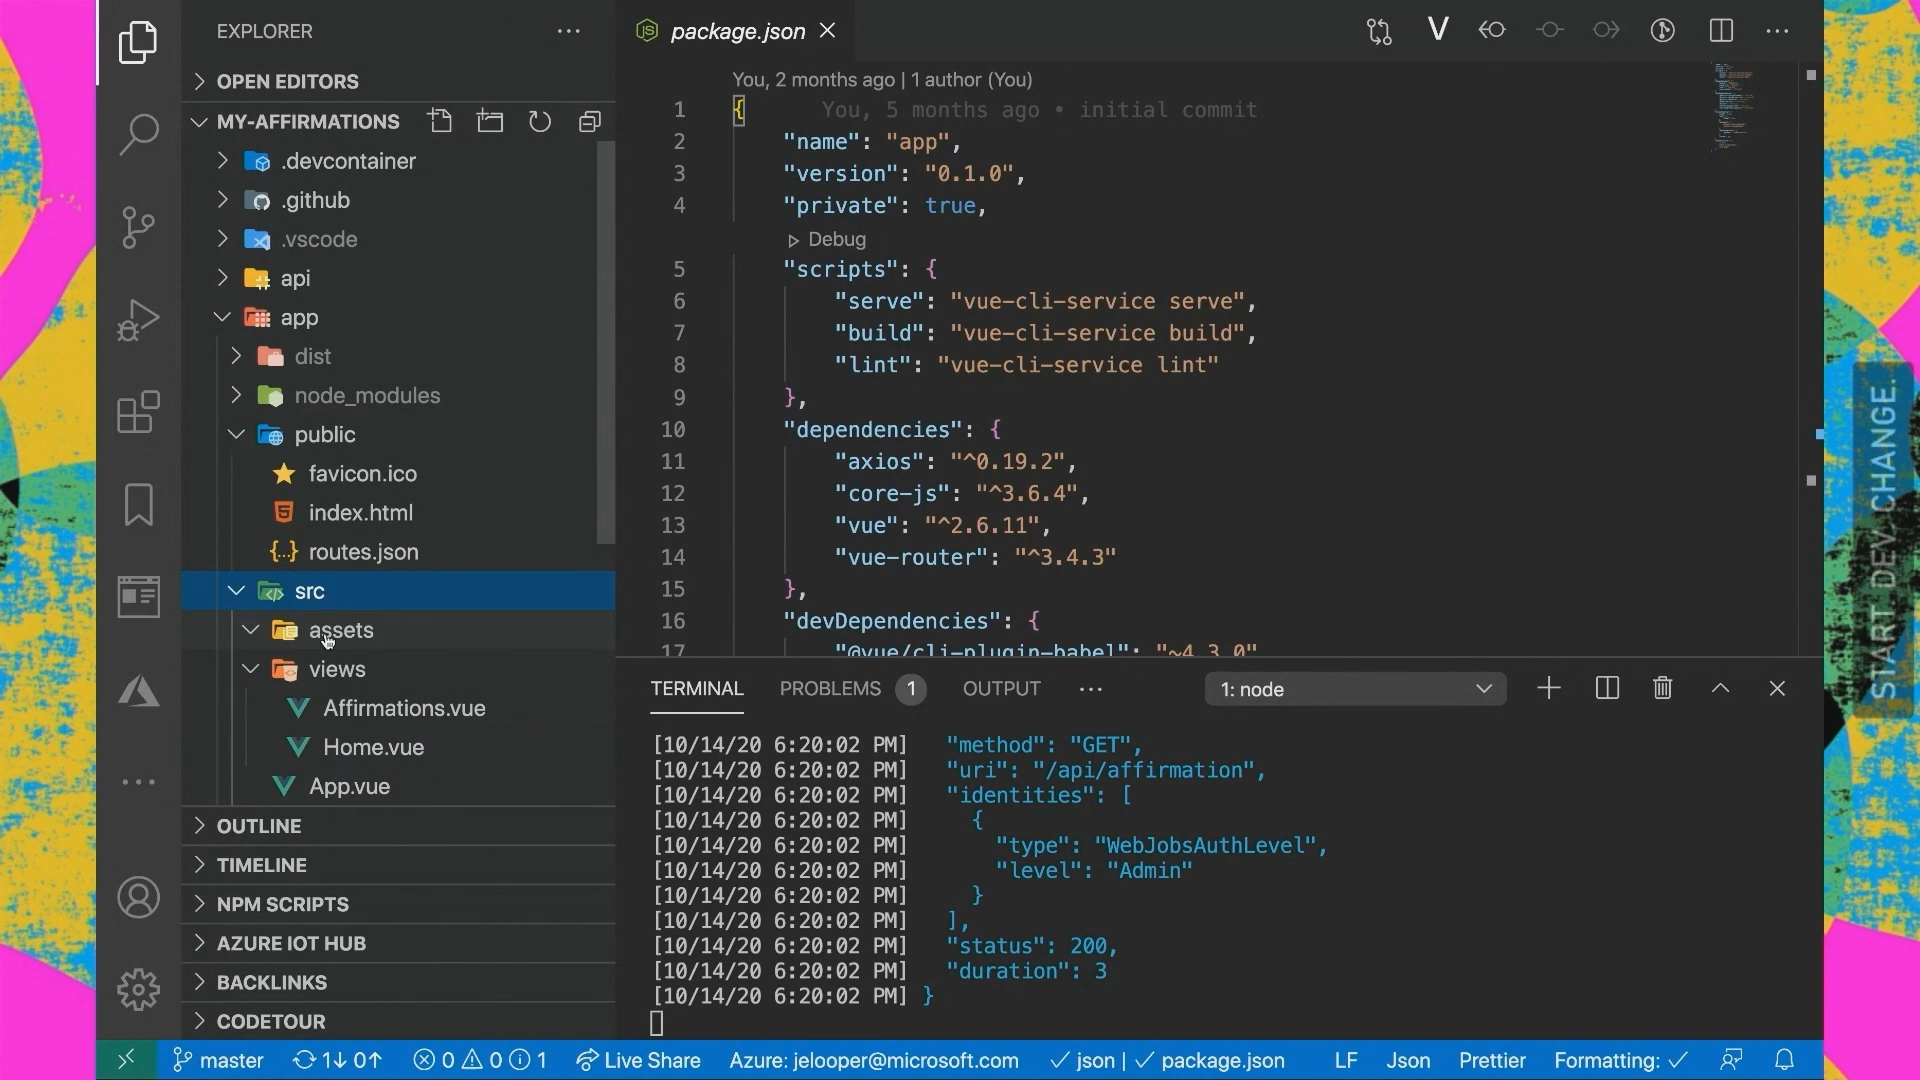 EXPLORER
OPEN EDITORS
MY-AFFIRMATIONS
.devcontainer
.github
.vscode
api
app
dist
node_modules
public
favicon.ico
index.html
routes.json
src
assets
views
Affirmations.vue
Home.vue
App.vue
OUTLINE
TIMELINE
NPM SCRIPTS
AZURE IOT HUB
BACKLINKS
CODETOUR
package.json
You, 2 months ago | 1 author (You)
1 { You, 5 months ago • initial commit
2 "name": "app",
3 "version": "0.1.0",
4 "private": true,
Debug
5 "scripts": {
6 "serve": "vue-cli-service serve",
7 "build": "vue-cli-service build",
8 "lint": "vue-cli-service lint"
9 },
10 "dependencies": {
11 "axios": "^0.19.2",
12 "core-js": "^3.6.4",
13 "vue": "^2.6.11",
14 "vue-router": "^3.4.3"
15 },
16 "devDependencies": {
17 "@vue/cli-plugin-babel": "~4.3.0"
TERMINAL PROBLEMS 1 OUTPUT 1: node
[10/14/20 6:20:02 PM] "method": "GET",
[10/14/20 6:20:02 PM] "uri": "/api/affirmation",
[10/14/20 6:20:02 PM] "identities": [
[10/14/20 6:20:02 PM] {
[10/14/20 6:20:02 PM] "type": "WebJobsAuthLevel",
[10/14/20 6:20:02 PM] "level": "Admin"
[10/14/20 6:20:02 PM] }
[10/14/20 6:20:02 PM] ],
[10/14/20 6:20:02 PM] "status": 200,
[10/14/20 6:20:02 PM] "duration": 3
[10/14/20 6:20:02 PM] }
master 1↓ 0↑ 0 0 1 Live Share Azure: jelooper@microsoft.com ✓ json | ✓ package.json LF Json Prettier Formatting: ✓
START DEV CHANGE.